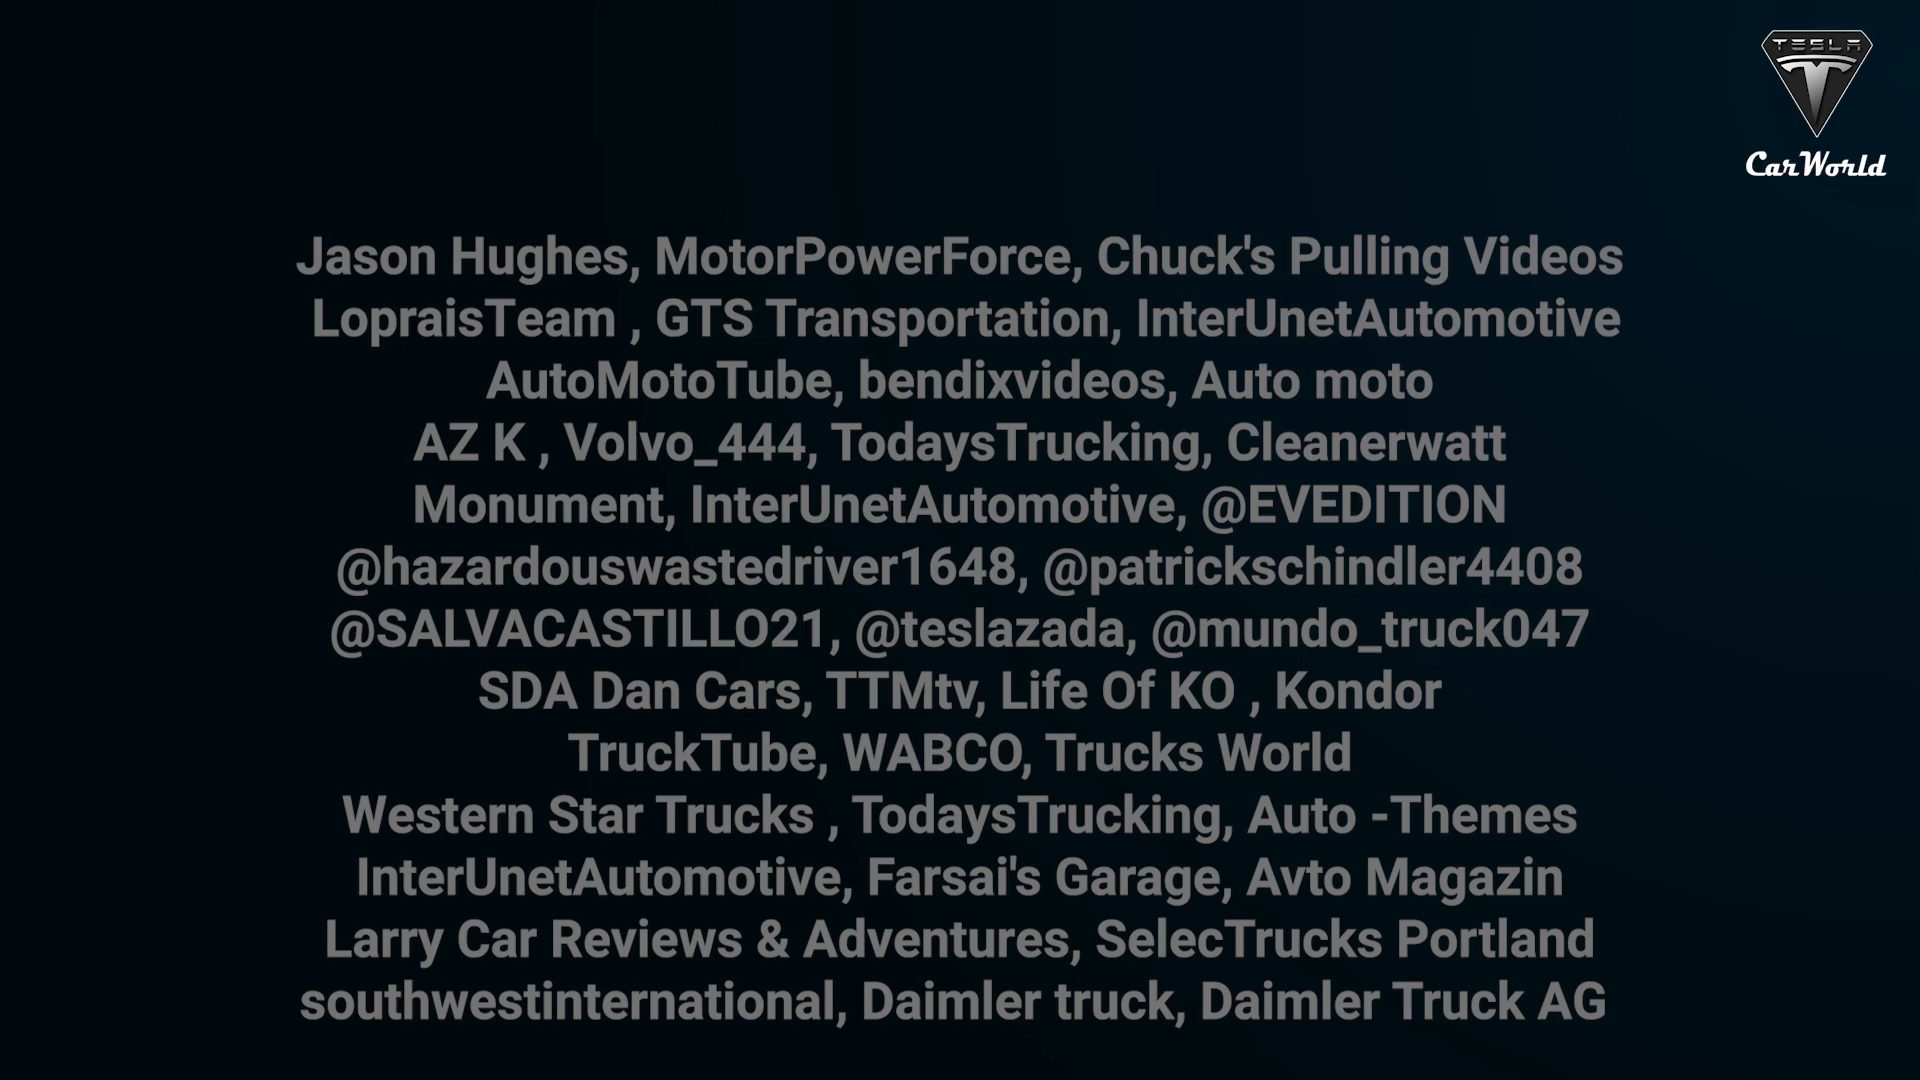 TESLA
CarWorld
Jason Hughes, MotorPowerForce, Chuck's Pulling Videos
LopraisTeam , GTS Transportation, InterUnetAutomotive
AutoMotoTube, bendixvideos, Auto moto
AZ K , Volvo_444, TodaysTrucking, Cleanerwatt
Monument, InterUnetAutomotive, @EVEDITION
@hazardouswastedriver1648, @patrickschindler4408
@SALVACASTILLO21, @teslazada, @mundo_truck047
SDA Dan Cars, TTMtv, Life Of KO , Kondor
TruckTube, WABCO, Trucks World
Western Star Trucks , TodaysTrucking, Auto -Themes
InterUnetAutomotive, Farsai's Garage, Avto Magazin
Larry Car Reviews & Adventures, SelecTrucks Portland
southwestinternational, Daimler truck, Daimler Truck AG